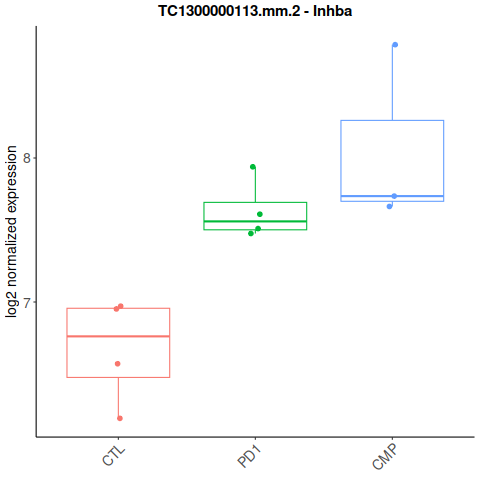 TC1300000113.mm.2 - Inhba
log2 normalized expression
8
7
CTL
PD1
CMP